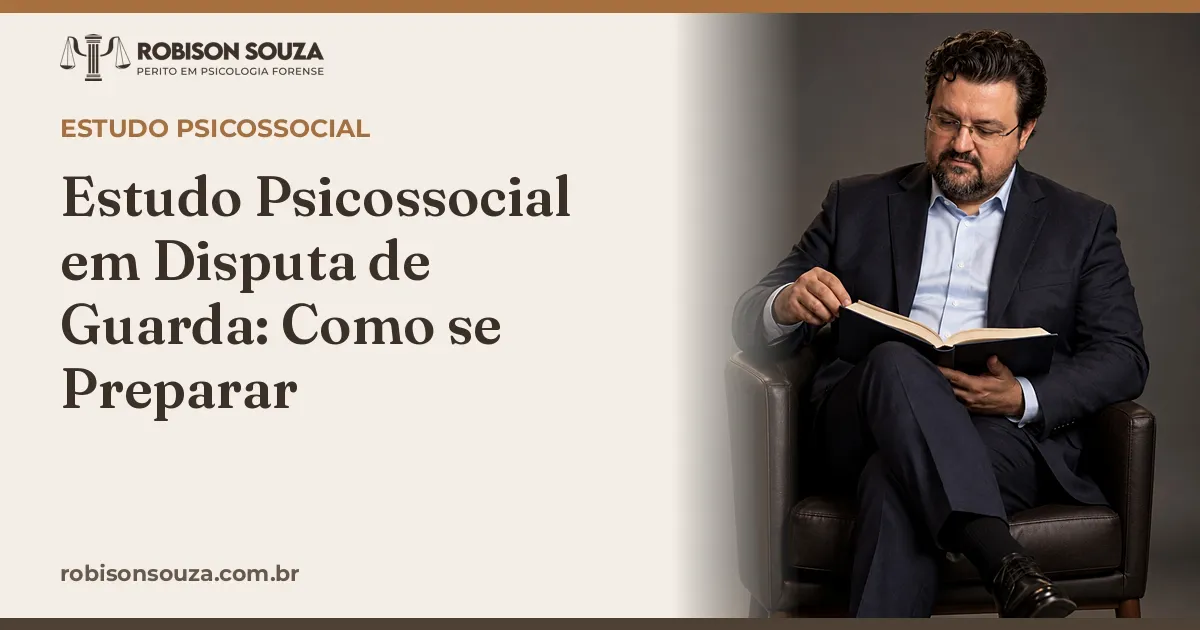 ROBISON SOUZA
PERITO EM PSICOLOGIA FORENSE
ESTUDO PSICOSSOCIAL
Estudo Psicossocial
em Disputa de
Guarda: Como se
Preparar
robisonsouza.com.br